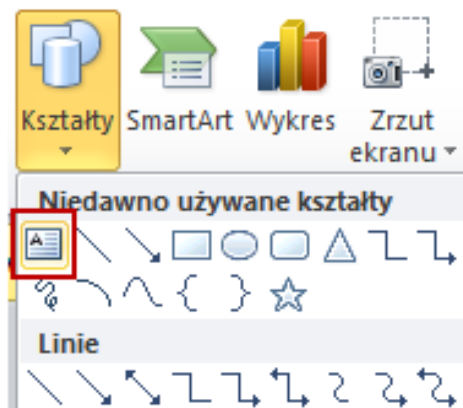 Kształty SmartArt Wykres Zrzut ekranu
Niedawno używane kształty
A
Linie